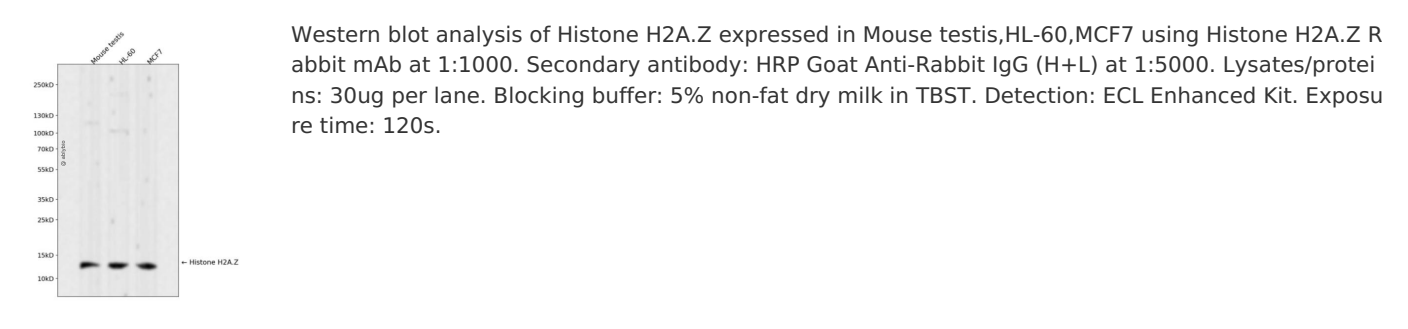 Mouse testis
HL-60
MCF7
250kD
130kD
100kD
70kD
55kD
35kD
25kD
15kD
10kD
← Histone H2A.Z
Western blot analysis of Histone H2A.Z expressed in Mouse testis,HL-60,MCF7 using Histone H2A.Z R
abbit mAb at 1:1000. Secondary antibody: HRP Goat Anti-Rabbit IgG (H+L) at 1:5000. Lysates/protei
ns: 30ug per lane. Blocking buffer: 5% non-fat dry milk in TBST. Detection: ECL Enhanced Kit. Exposu
re time: 120s.